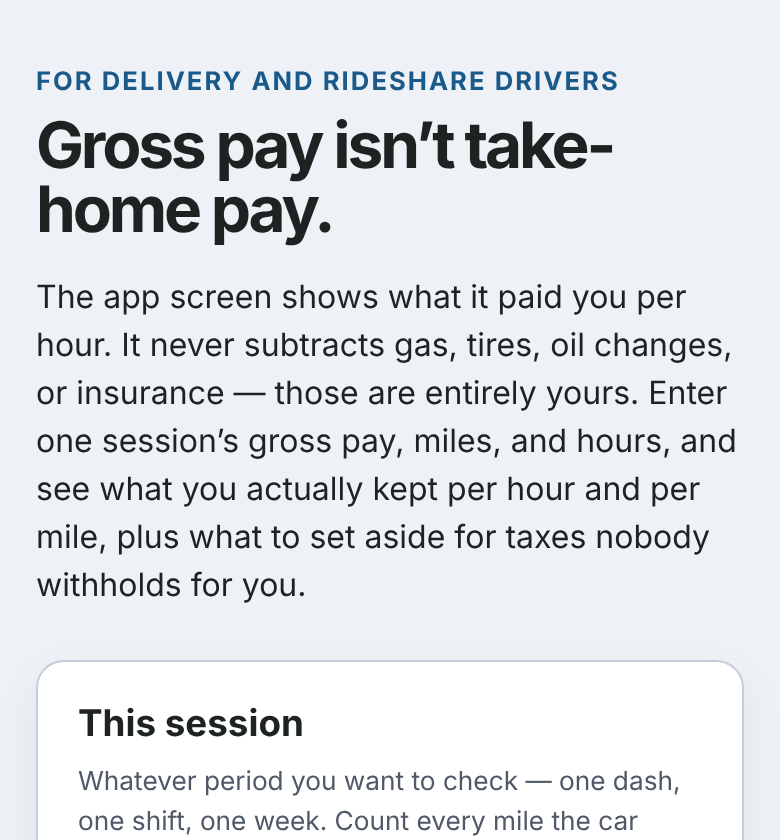 FOR DELIVERY AND RIDESHARE DRIVERS
Gross pay isn’t take-
home pay.
The app screen shows what it paid you per
hour. It never subtracts gas, tires, oil changes,
or insurance — those are entirely yours. Enter
one session’s gross pay, miles, and hours, and
see what you actually kept per hour and per
mile, plus what to set aside for taxes nobody
withholds for you.
This session
Whatever period you want to check — one dash,
one shift, one week. Count every mile the car